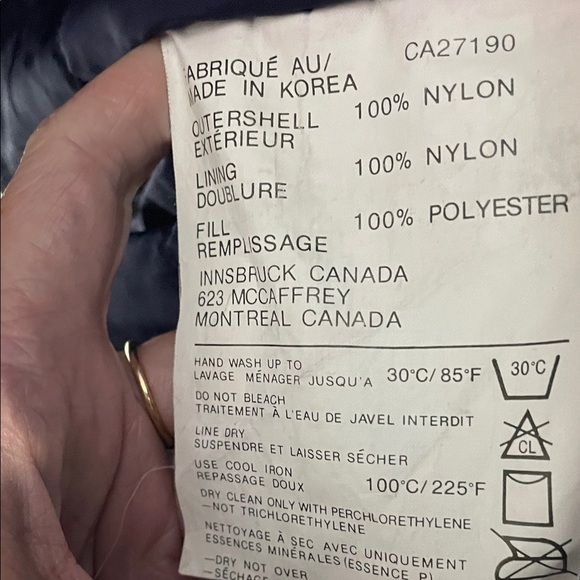 FABRIQUÉ AU/ CA27190
MADE IN KOREA
OUTERSHELL 100% NYLON
EXTÉRIEUR
LINING 100% NYLON
DOUBLURE
FILL 100% POLYESTER
REMPLISSAGE
INNSBRUCK CANADA
623 MCCAFFREY
MONTREAL CANADA
HAND WASH UP TO
LAVAGE MÉNAGER JUSQU'A 30°C/85°F 30°C
DO NOT BLEACH
TRAITEMENT À L'EAU DE JAVEL INTERDIT
CL
LINE DRY
SUSPENDRE ET LAISSER SÉCHER
USE COOL IRON
REPASSAGE DOUX 100°C/225°F
DRY CLEAN ONLY WITH PERCHLORETHYLENE
—NOT TRICHLORETHYLENE
NETTOYAGE À SEC AVEC UNIQUEMENT
ESSENCES MINÉRALES (ESSENCE P)
—DRY NOT OVER
—SÉCHAGE